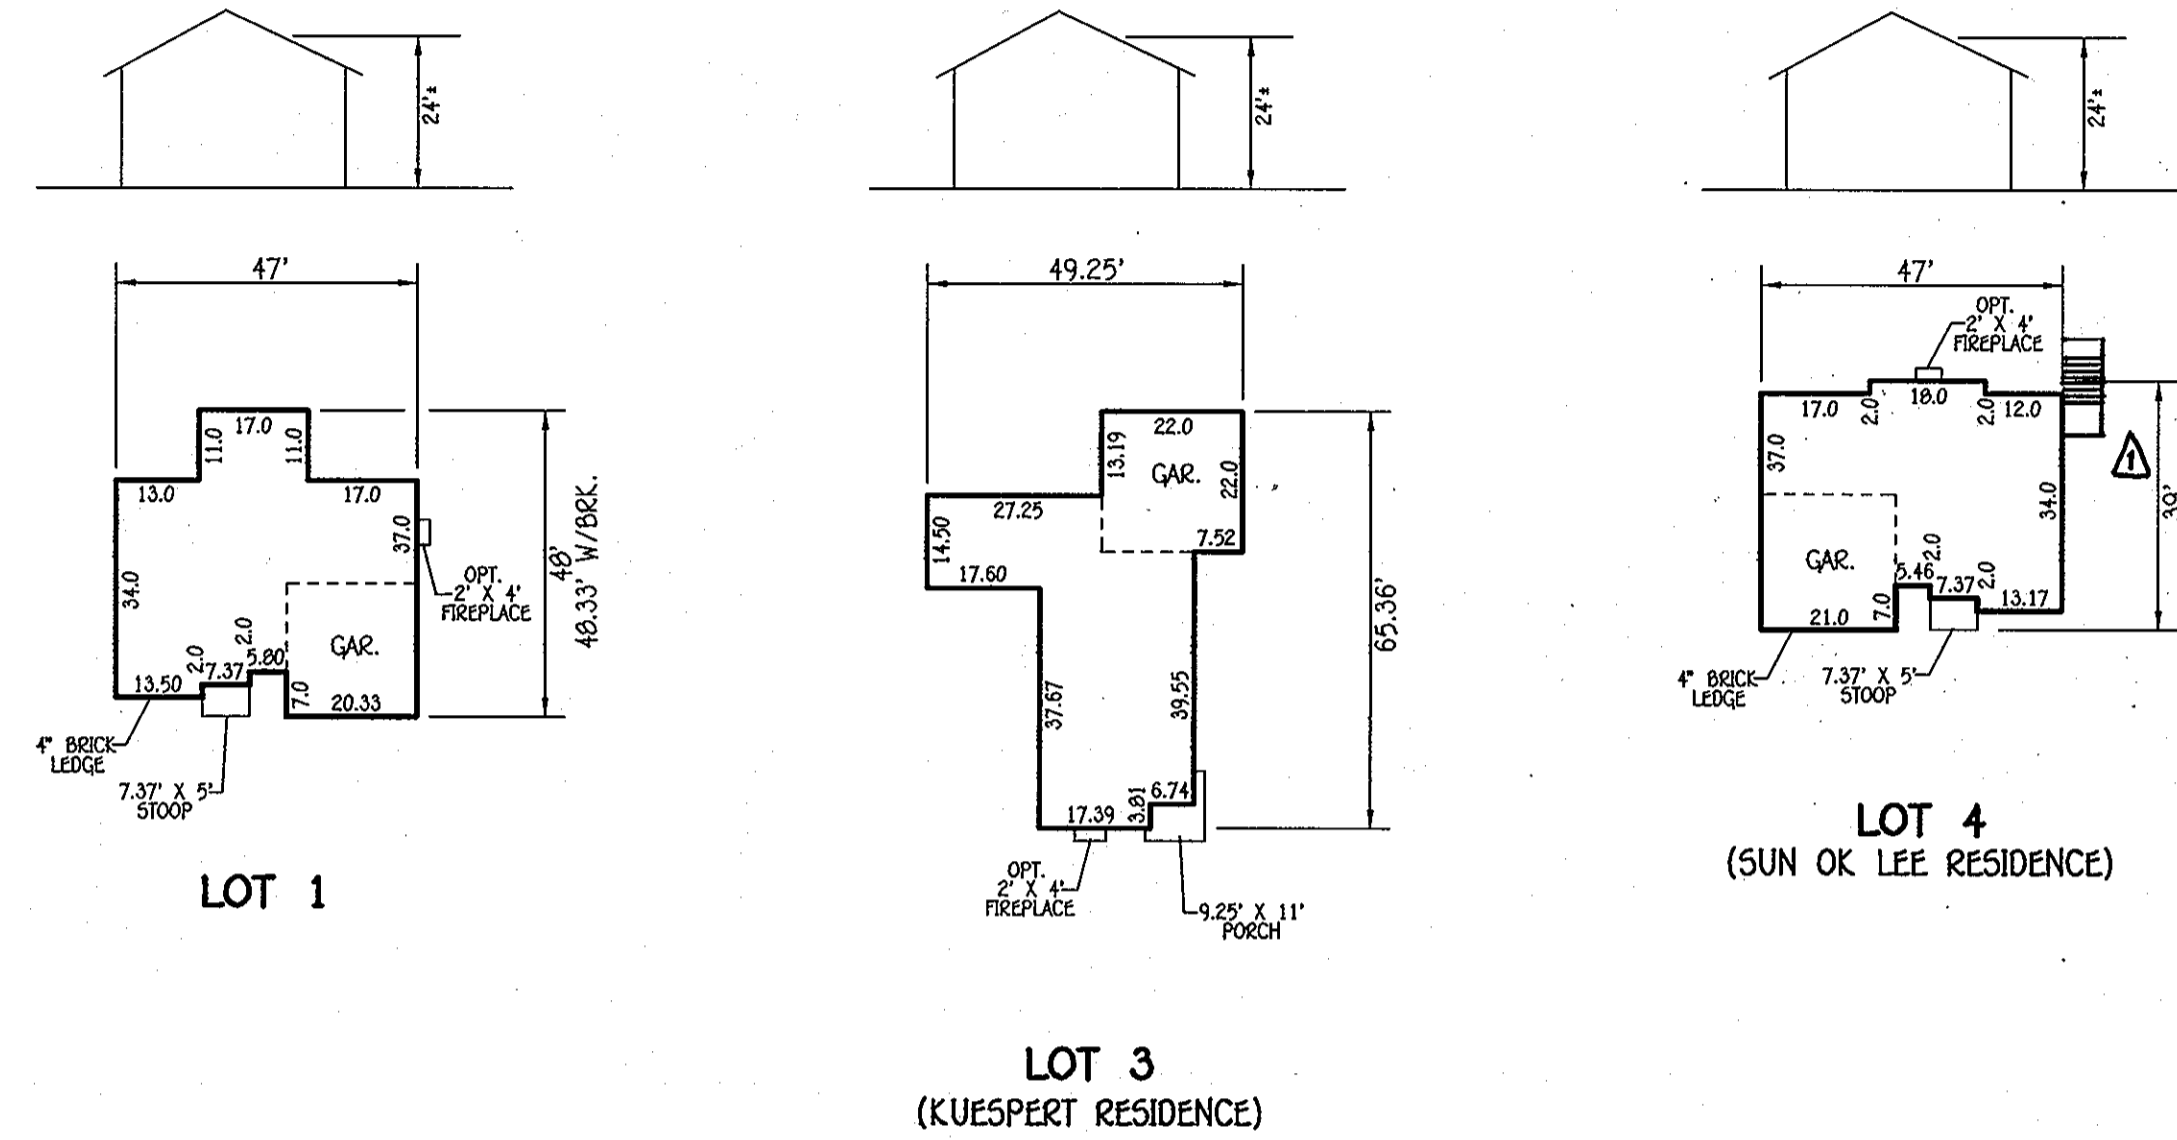 24'±
47'
17.0
11.0
11.0
13.0
17.0
37.0
34.0
OPT.
2' X 4'
FIREPLACE
48'
48.33' W/BRK.
GAR.
2.0
2.0
7.37
5.80
13.50
7.0
20.33
4" BRICK
LEDGE
7.37' X 5'
STOOP
LOT 1
24'±
49.25'
22.0
13.19
GAR.
22.0
27.25
14.50
7.52
17.60
65.36'
37.67
39.55
6.74
3.81
17.39
OPT.
2' X 4'
FIREPLACE
9.25' X 11'
PORCH
LOT 3
(KUESPERT RESIDENCE)
24'±
47'
OPT.
2' X 4'
FIREPLACE
17.0
2.0
18.0
2.0
12.0
37.0
1
34.0
39'
GAR.
2.0
5.46
7.37
2.0
13.17
7.0
21.0
4" BRICK
LEDGE
7.37' X 5'
STOOP
LOT 4
(SUN OK LEE RESIDENCE)